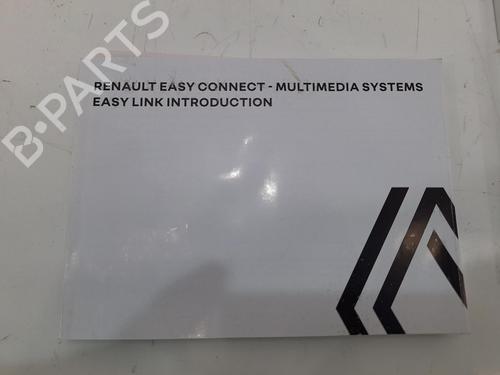 B-PARTS
RENAULT EASY CONNECT - MULTIMEDIA SYSTEMS
EASY LINK INTRODUCTION